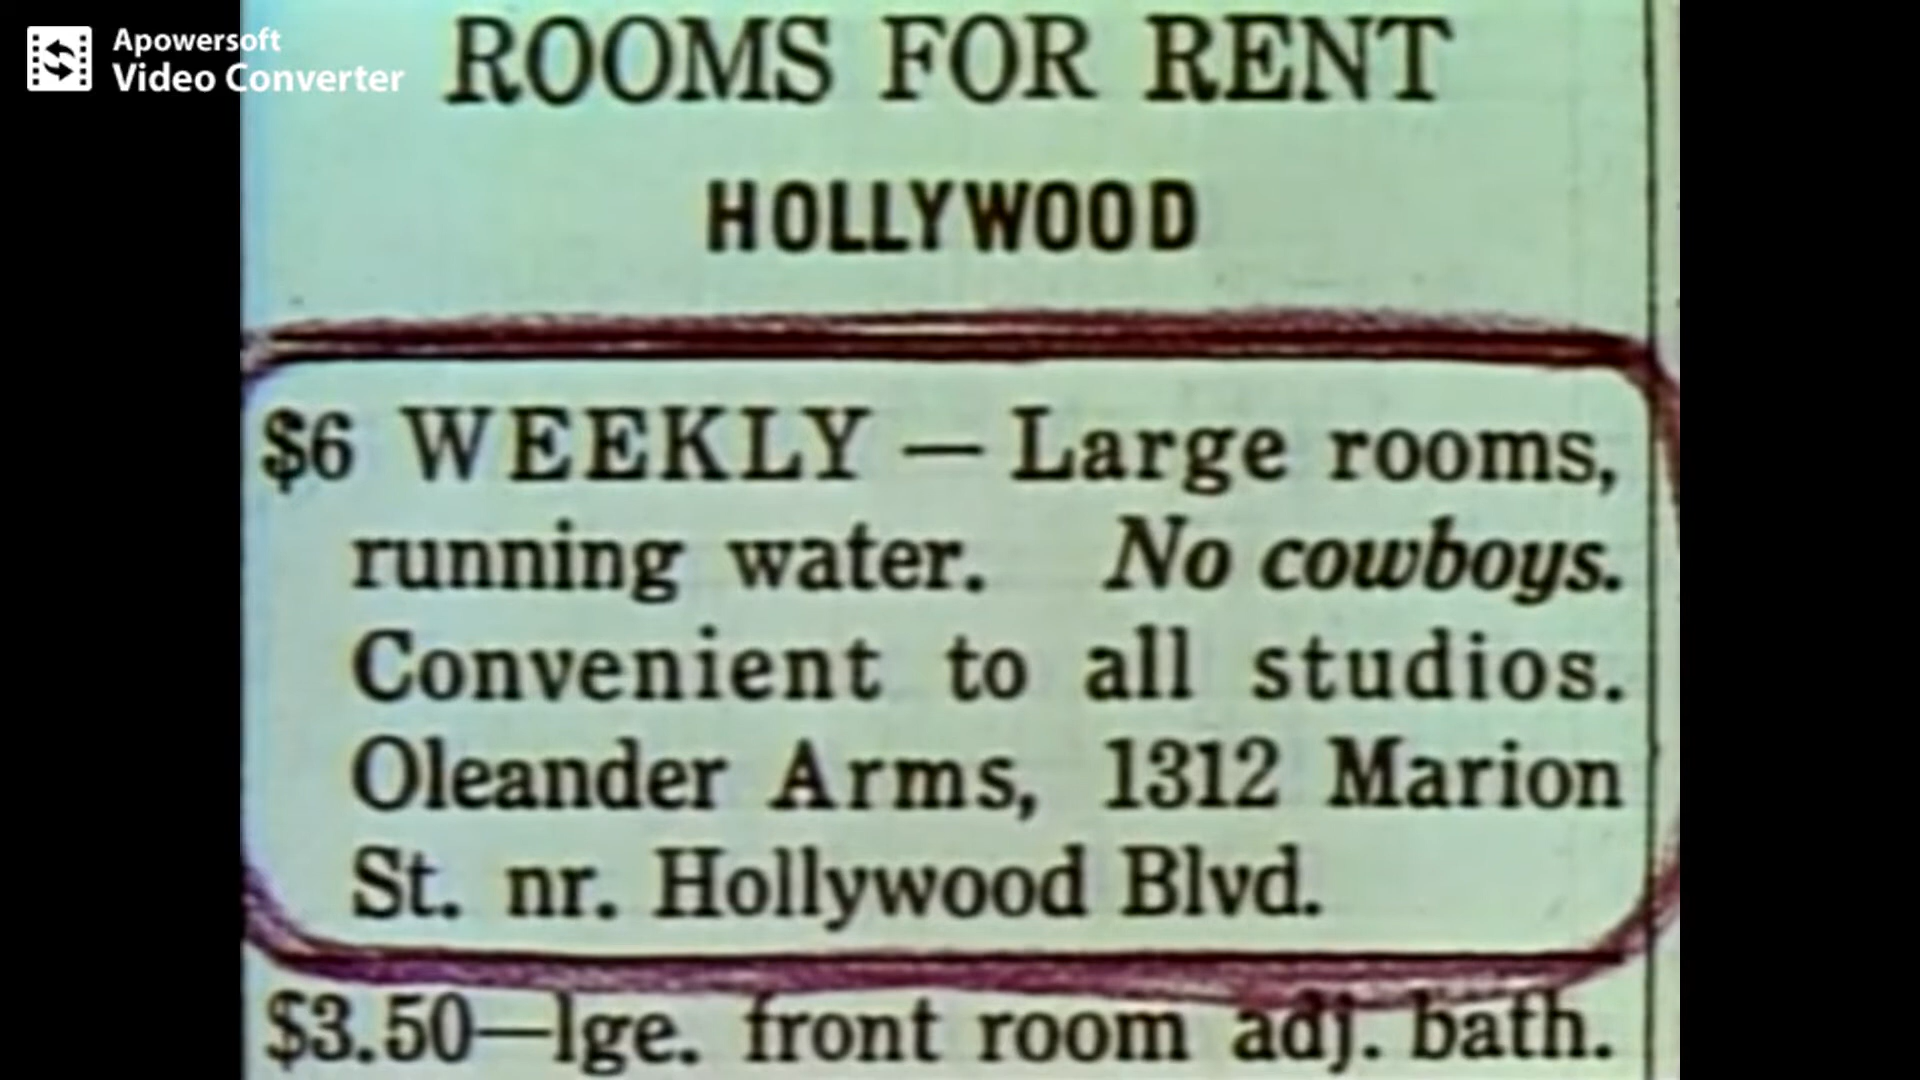 Apowersoft
Video Converter
ROOMS FOR RENT
HOLLYWOOD
$6 WEEKLY — Large rooms,
running water. No cowboys.
Convenient to all studios.
Oleander Arms, 1312 Marion
St. nr. Hollywood Blvd.
$3.50—lge. front room adj. bath.